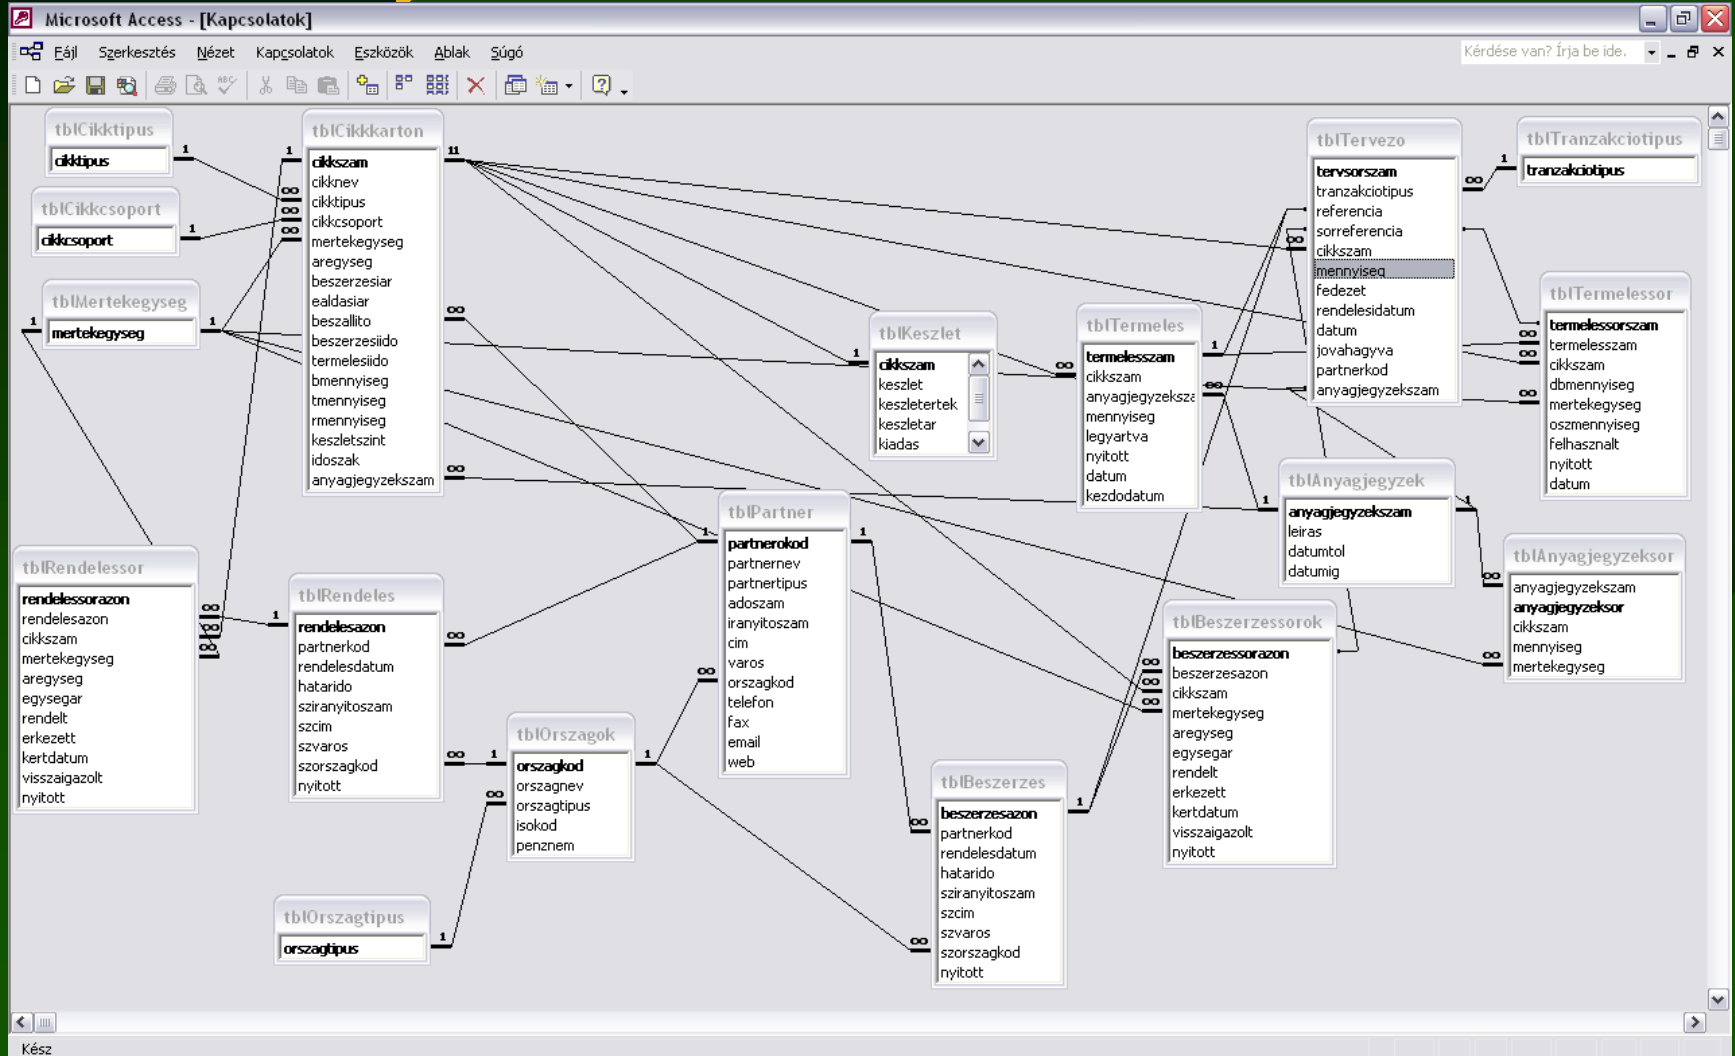 Microsoft Access - [Kapcsolatok]
Fájl Szerkesztés Nézet Kapcsolatok Eszközök Ablak Súgó
Kérdése van? Írja be ide.
tblCikktipus
cikktipus
tblCikkcsoport
cikkcsoport
tblMertekegyseg
mertekegyseg
tblCikkkarton
cikkszam
cikknev
cikktipus
cikkcsoport
mertekegyseg
aregyseg
beszerzesiar
ealdasiar
beszallito
beszerzesiido
termelesiido
bmennyiseg
tmennyiseg
rmennyiseg
keszletszint
idoszak
anyagjegyzekszam
tblKeszlet
cikkszam
keszlet
keszletertek
keszletar
kiadas
tblTermeles
termelesszam
cikkszam
anyagjegyzeksza
mennyiseg
legyartva
nyitott
datum
kezdodatum
tblTervezo
tervsorszam
tranzakciotipus
referencia
sorreferencia
cikkszam
mennyiseg
fedezet
rendelesidatum
datum
jovahagyva
partnerkod
anyagjegyzekszam
tblTranzakciotipus
tranzakciotipus
tblTermelessor
termelessorszam
termelesszam
cikkszam
dbmennyiseg
mertekegyseg
oszmennyiseg
felhasznalt
nyitott
datum
tblAnyagjegyzek
anyagjegyzekszam
leiras
datumtol
datumig
tblAnyagjegyzeksor
anyagjegyzekszam
anyagjegyzeksor
cikkszam
mennyiseg
mertekegyseg
tblRendelessor
rendelessorazon
rendelesazon
cikkszam
mertekegyseg
aregyseg
egysegar
rendelt
erkezett
kertdatum
visszaigazolt
nyitott
tblRendeles
rendelesazon
partnerkod
rendelesdatum
hatarido
sziranyitoszam
szcim
szvaros
szorszagkod
nyitott
tblOrszagok
orszagkod
orszagnev
orszagtipus
isokod
penznem
tblOrszagtipus
orszagtipus
tblPartner
partnerokod
partnernev
partnertipus
adoszam
iranyitoszam
cim
varos
orszagkod
telefon
fax
email
web
tblBeszerzes
beszerzesazon
partnerkod
rendelesdatum
hatarido
sziranyitoszam
szcim
szvaros
szorszagkod
nyitott
tblBeszerzessorok
beszerzessorazon
beszerzesazon
cikkszam
mertekegyseg
aregyseg
egysegar
rendelt
erkezett
kertdatum
visszaigazolt
nyitott
Kész